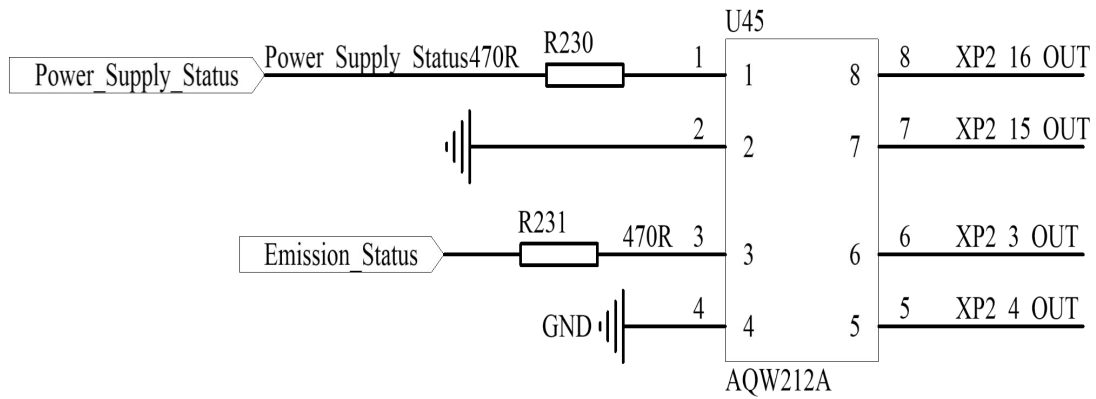 U45
R230
Power_Supply_Status Power Supply Status 470R 1 1 8 8 XP2 16 OUT
2 2 7 7 XP2 15 OUT
R231
Emission_Status 470R 3 3 6 6 XP2 3 OUT
GND 4 4 5 5 XP2 4 OUT
AQW212A